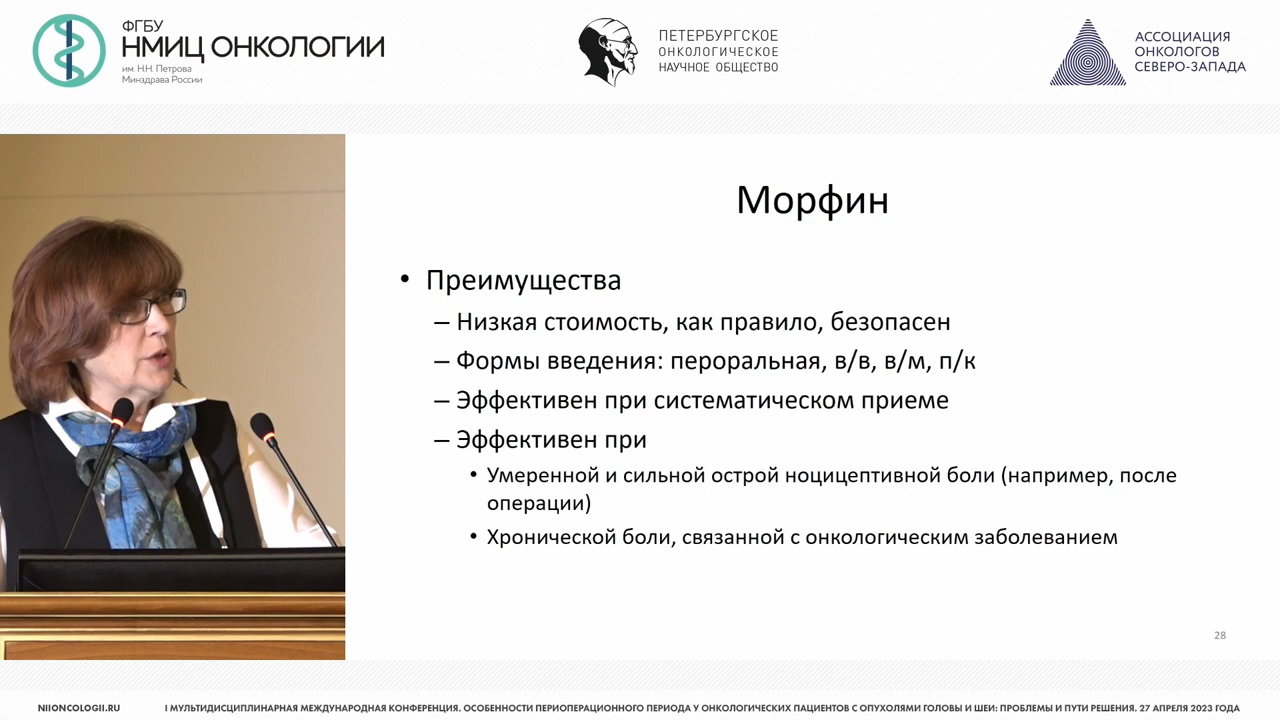 ФГБУ
НМИЦ ОНКОЛОГИИ
им. Н.Н. Петрова
Минздрава России
ПЕТЕРБУРГСКОЕ
ОНКОЛОГИЧЕСКОЕ
НАУЧНОЕ ОБЩЕСТВО
АССОЦИАЦИЯ
ОНКОЛОГОВ
СЕВЕРО-ЗАПАДА
Морфин
• Преимущества
– Низкая стоимость, как правило, безопасен
– Формы введения: пероральная, в/в, в/м, п/к
– Эффективен при систематическом приеме
– Эффективен при
• Умеренной и сильной острой ноцицептивной боли (например, после
операции)
• Хронической боли, связанной с онкологическим заболеванием
28
NIIONCOLOGII.RU
I МУЛЬТИДИСЦИПЛИНАРНАЯ МЕЖДУНАРОДНАЯ КОНФЕРЕНЦИЯ. ОСОБЕННОСТИ ПЕРИОПЕРАЦИОННОГО ПЕРИОДА У ОНКОЛОГИЧЕСКИХ ПАЦИЕНТОВ С ОПУХОЛЯМИ ГОЛОВЫ И ШЕИ: ПРОБЛЕМЫ И ПУТИ РЕШЕНИЯ. 27 АПРЕЛЯ 2023 ГОДА